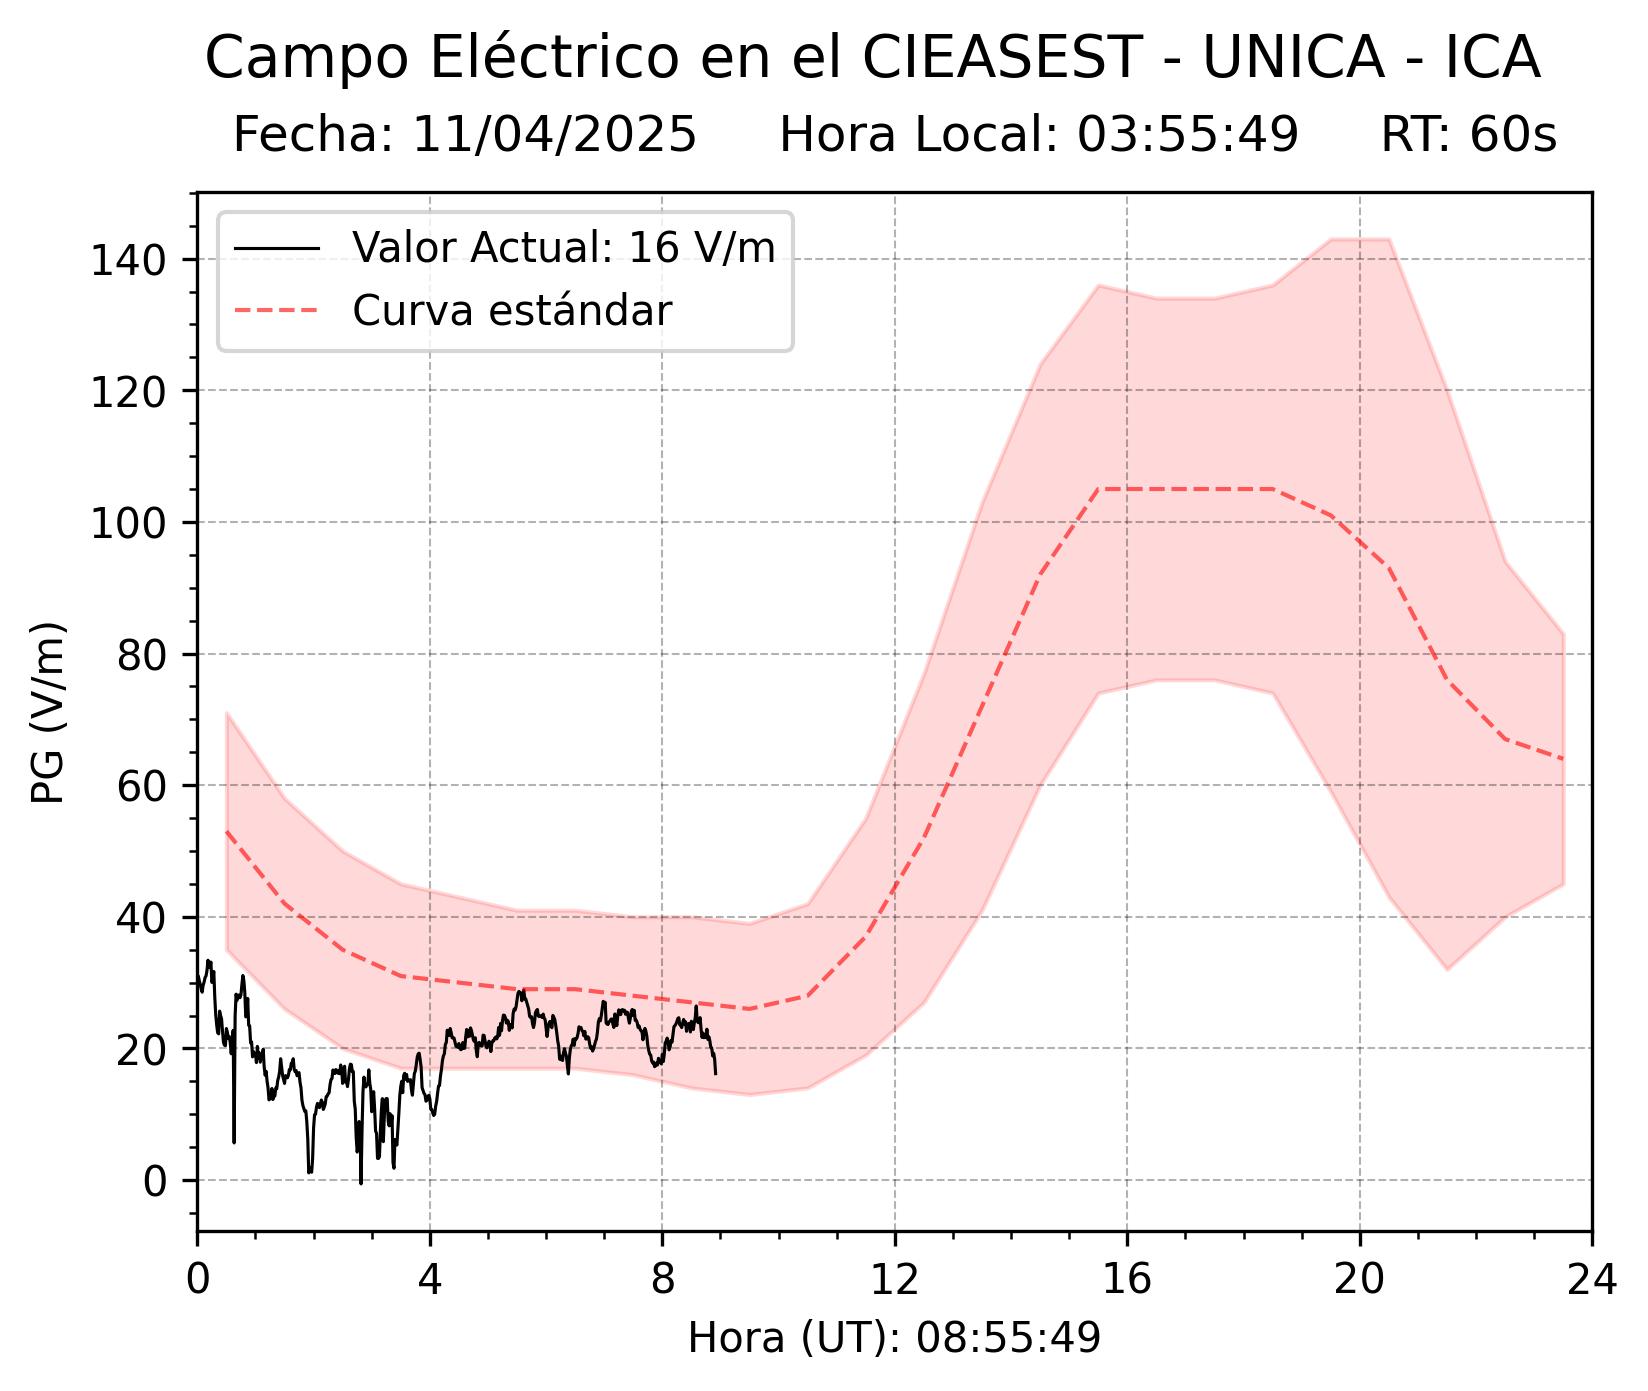 Campo Eléctrico en el CIEASEST - UNICA - ICA
Fecha: 11/04/2025 Hora Local: 03:55:49 RT: 60s
Valor Actual: 16 V/m
Curva estándar
140
120
100
80
60
40
20
0
PG (V/m)
0 4 8 12 16 20 24
Hora (UT): 08:55:49